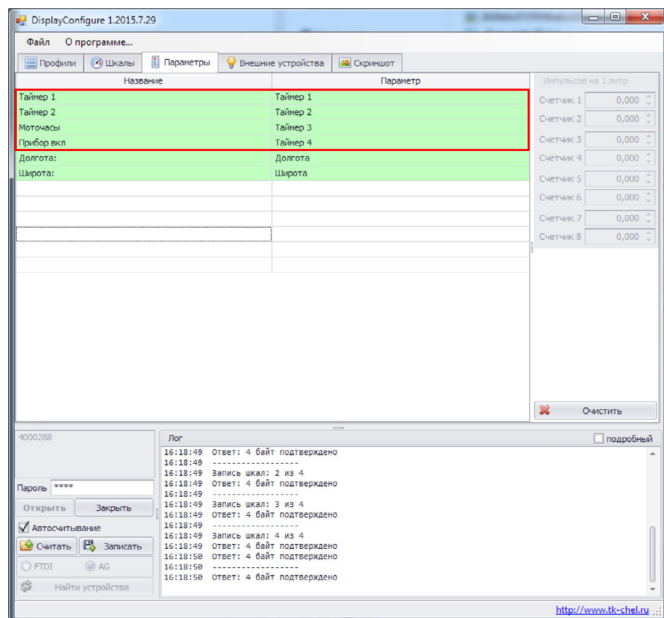 DisplayConfigure 1.2015.7.29
Файл О программе...
Профили Шкалы Параметры Внешние устройства Скриншот
Название Параметр Импульсов на 1 литр
Таймер 1 Таймер 1 Счетчик 1 0,000
Таймер 2 Таймер 2 Счетчик 2 0,000
Моточасы Таймер 3 Счетчик 3 0,000
Прибор вкл Таймер 4
Долгота: Долгота Счетчик 4 0,000
Широта: Широта Счетчик 5 0,000
Счетчик 6 0,000
Счетчик 7 0,000
Счетчик 8 0,000
Очистить
4000288 Лог подробный
16:18:49 Ответ: 4 байт подтверждено
16:18:49 ------------------
16:18:49 Запись шкал: 2 из 4
16:18:49 Ответ: 4 байт подтверждено
16:18:49 ------------------
16:18:49 Запись шкал: 3 из 4
16:18:49 Ответ: 4 байт подтверждено
16:18:49 ------------------
16:18:49 Запись шкал: 4 из 4
16:18:49 Ответ: 4 байт подтверждено
16:18:50 Ответ: 4 байт подтверждено
16:18:50 ------------------
16:18:50 Ответ: 4 байт подтверждено
Пароль ****
Открыть Закрыть
Автосчитывание
Считать Записать
FTDI AG
Найти устройства
http://www.tk-chel.ru